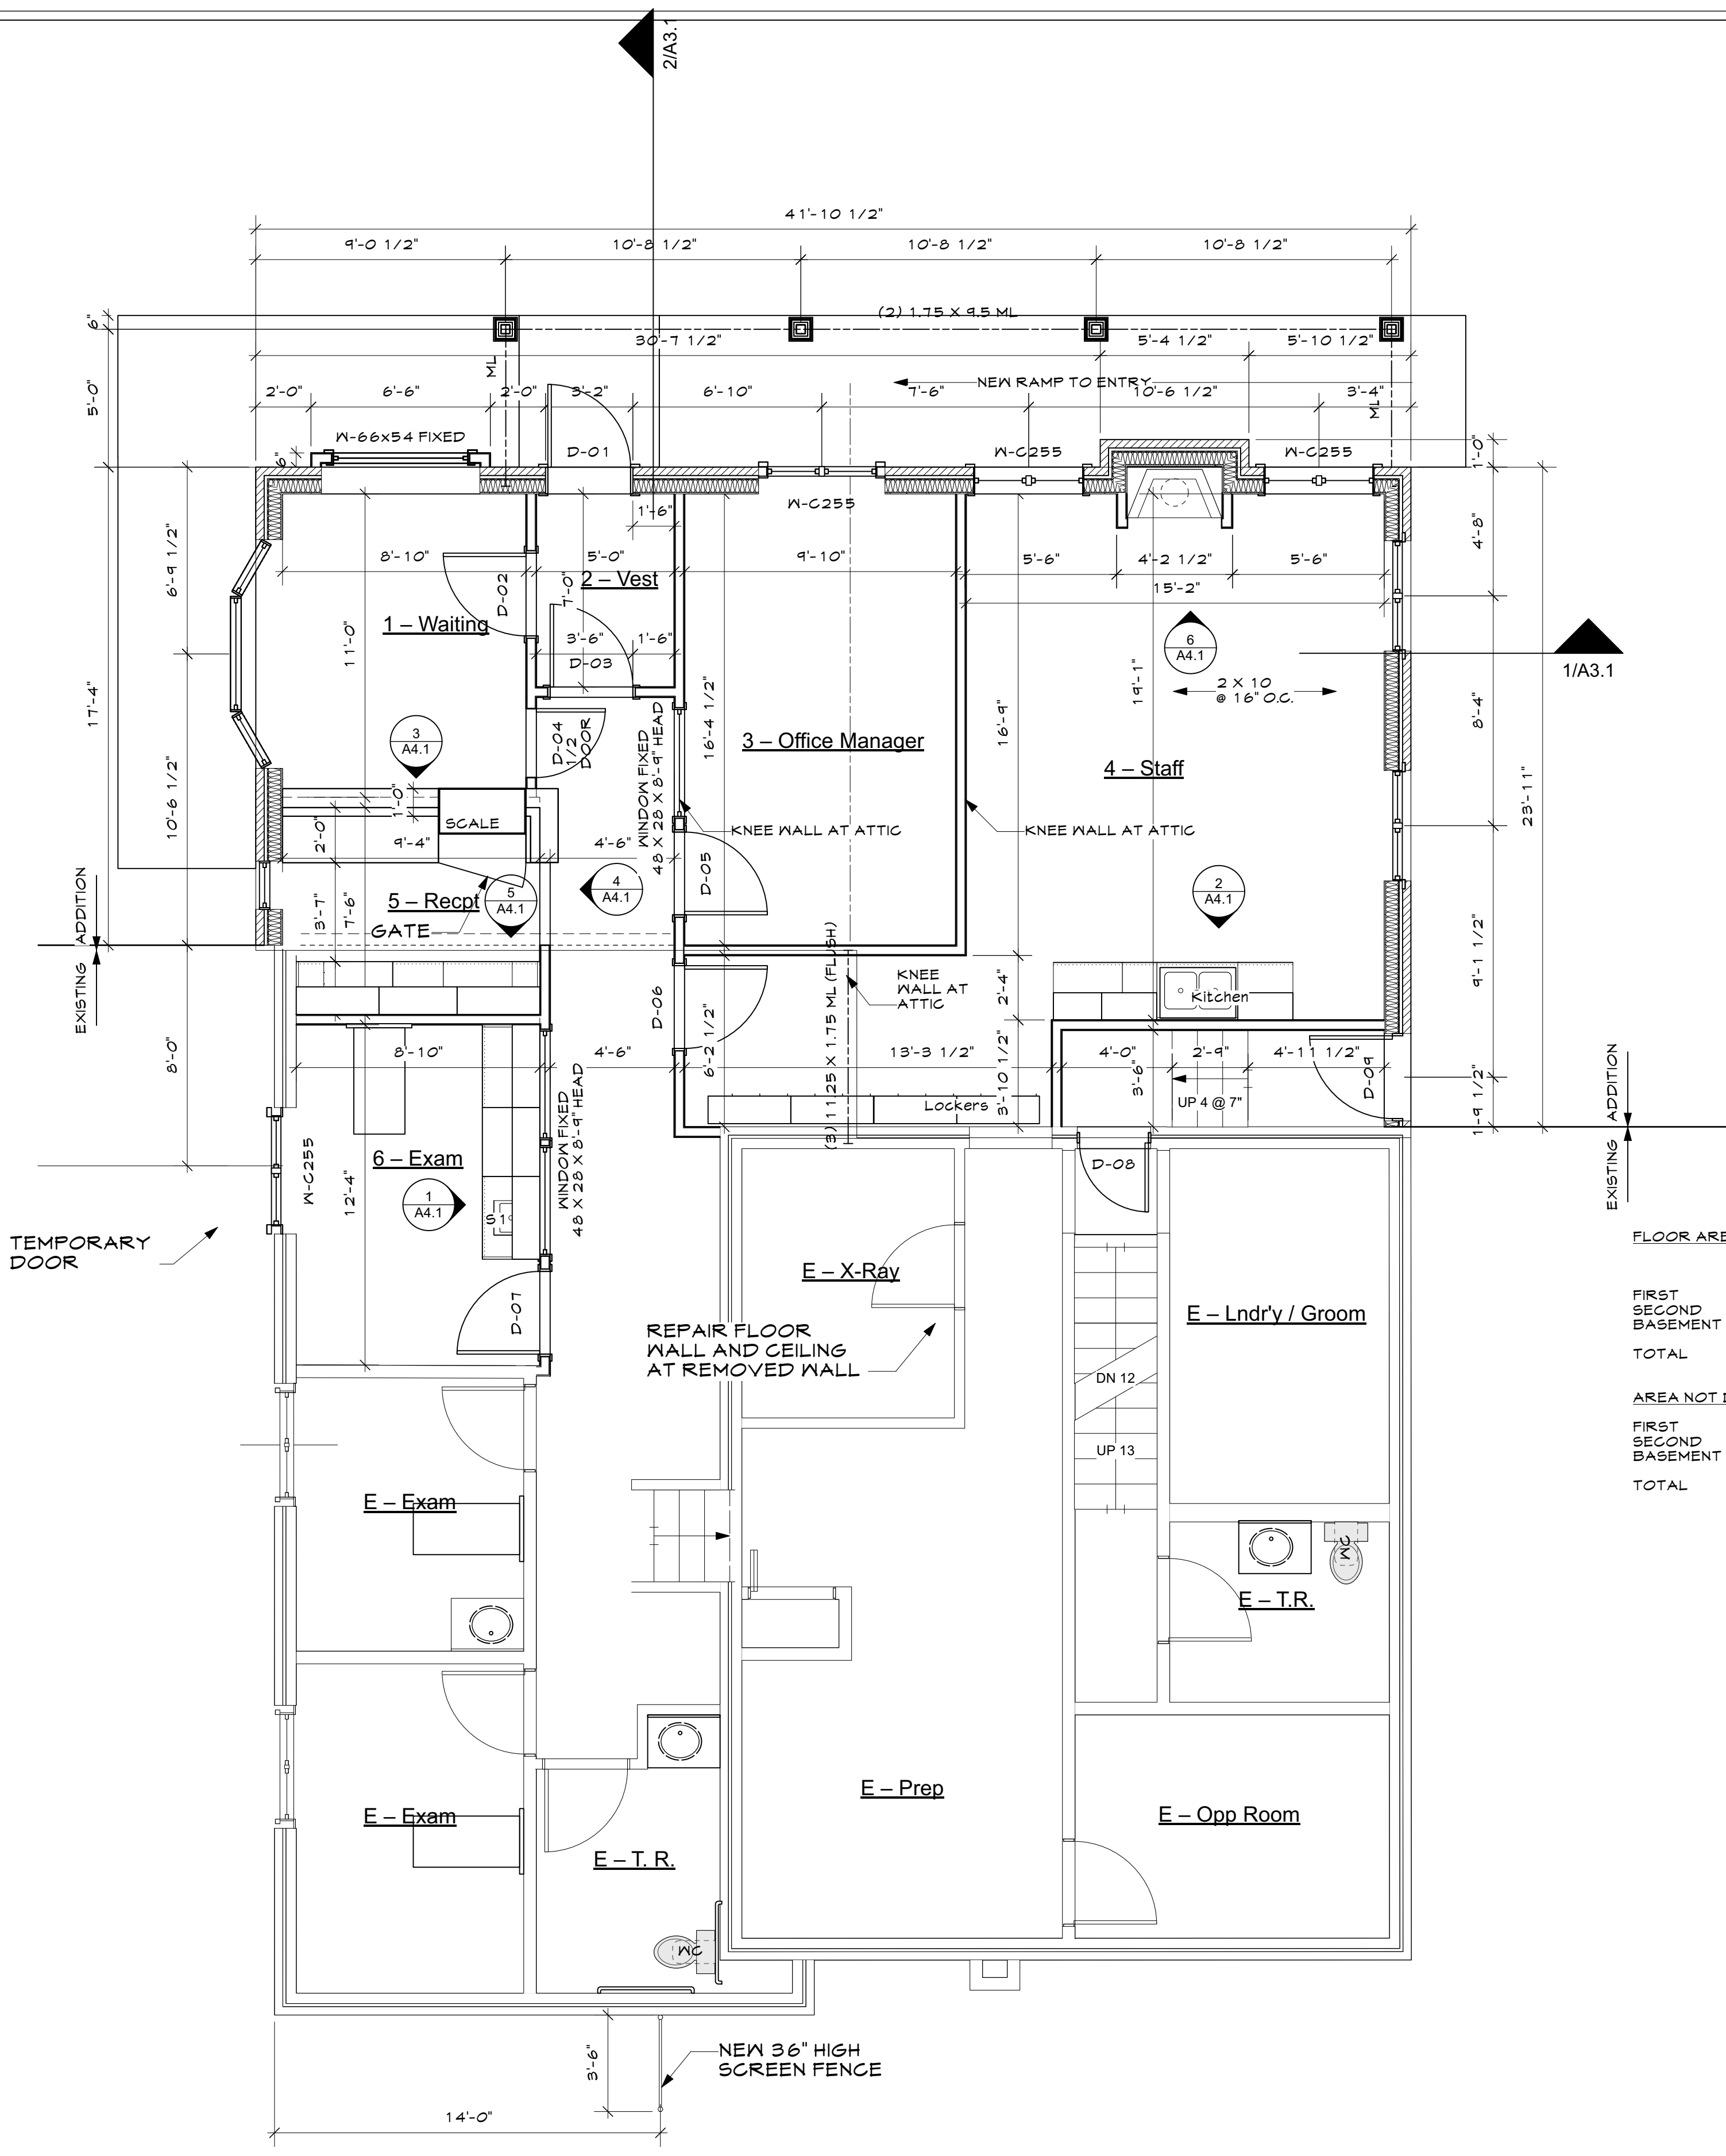 2/A3.1
41'-10 1/2"
9'-0 1/2"
10'-8 1/2"
10'-8 1/2"
10'-8 1/2"
6"
(2) 1.75 X 9.5 ML
30'-7 1/2"
5'-4 1/2"
5'-10 1/2"
ML
5'-0"
2'-0"
6'-6"
2'-0"
3'-2"
6'-10"
NEW RAMP TO ENTRY
7'-6"
10'-6 1/2"
3'-4"
ML
W-66x54 FIXED
6"
D-01
W-C255
W-C255
W-C255
1'-0"
1'-6"
4'-8"
6'-9 1/2"
8'-10"
D-02
5'-0"
7'-0"
2 – Vest
9'-10"
5'-6"
4'-2 1/2"
5'-6"
15'-2"
1 – Waiting
11'-0"
3'-6"
1'-6"
D-03
6
A4.1
1/A3.1
19'-1"
2 X 10
@ 16" O.C.
17'-4"
3
A4.1
D-04
1/2
DOOR
WINDOW FIXED
48 X 28 X 8'-9" HEAD
16'-4 1/2"
3 – Office Manager
16'-9"
4 – Staff
8'-4"
23'-11"
10'-6 1/2"
1'-0"
SCALE
2'-0"
9'-4"
4'-6"
KNEE WALL AT ATTIC
KNEE WALL AT ATTIC
D-05
EXISTING
ADDITION
3'-7"
7'-6"
5 – Recpt
GATE
5
A4.1
4
A4.1
2
A4.1
9'-1 1/2"
(3) 11.25 X 1.75 ML (FLUSH)
KNEE
WALL AT
ATTIC
2'-4"
Kitchen
D-06
8'-0"
8'-10"
4'-6"
6'-2 1/2"
13'-3 1/2"
3'-10 1/2"
4'-0"
2'-9"
4'-11 1/2"
3'-6"
UP 4 @ 7"
D-09
1'-9 1/2"
EXISTING
ADDITION
Lockers
WINDOW FIXED
48 X 28 X 8'-9" HEAD
W-C255
12'-4"
6 – Exam
1
A4.1
S1
D-08
TEMPORARY
DOOR
D-07
E – X-Ray
REPAIR FLOOR
WALL AND CEILING
AT REMOVED WALL
E – Lndr'y / Groom
DN 12
UP 13
FLOOR ARE
FIRST
SECOND
BASEMENT
TOTAL
AREA NOT
FIRST
SECOND
BASEMENT
TOTAL
E – Exam
WC
E – T.R.
E – Exam
E – T. R.
WC
E – Prep
E – Opp Room
3'-6"
NEW 36" HIGH
SCREEN FENCE
14'-0"